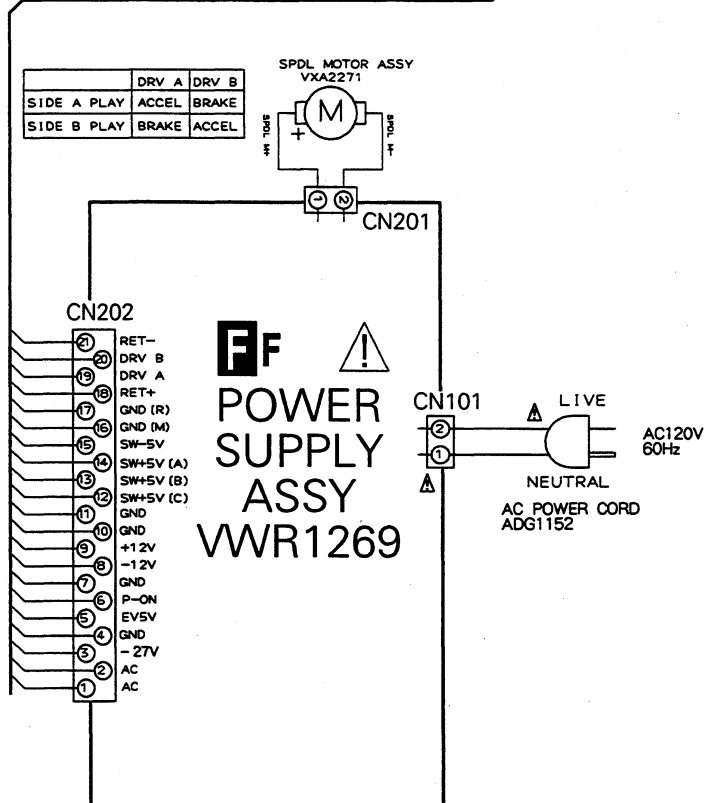 SPDL MOTOR ASSY
VXA2271
DRV A DRV B
SIDE A PLAY ACCEL BRAKE
SIDE B PLAY BRAKE ACCEL
M
+
SPDL M+
SPDL M-
1 2
CN201
CN202
21 RET-
20 DRV B
19 DRV A
18 RET+
17 GND (R)
16 GND (M)
15 SW-5V
14 SW+5V (A)
13 SW+5V (B)
12 SW+5V (C)
11 GND
10 GND
9 +12V
8 -12V
7 GND
6 P-ON
5 EV5V
4 GND
3 -27V
2 AC
1 AC
F F
!
POWER
SUPPLY
ASSY
VWR1269
CN101
2
1
!
!
LIVE
NEUTRAL
AC120V
60Hz
AC POWER CORD
ADG1152